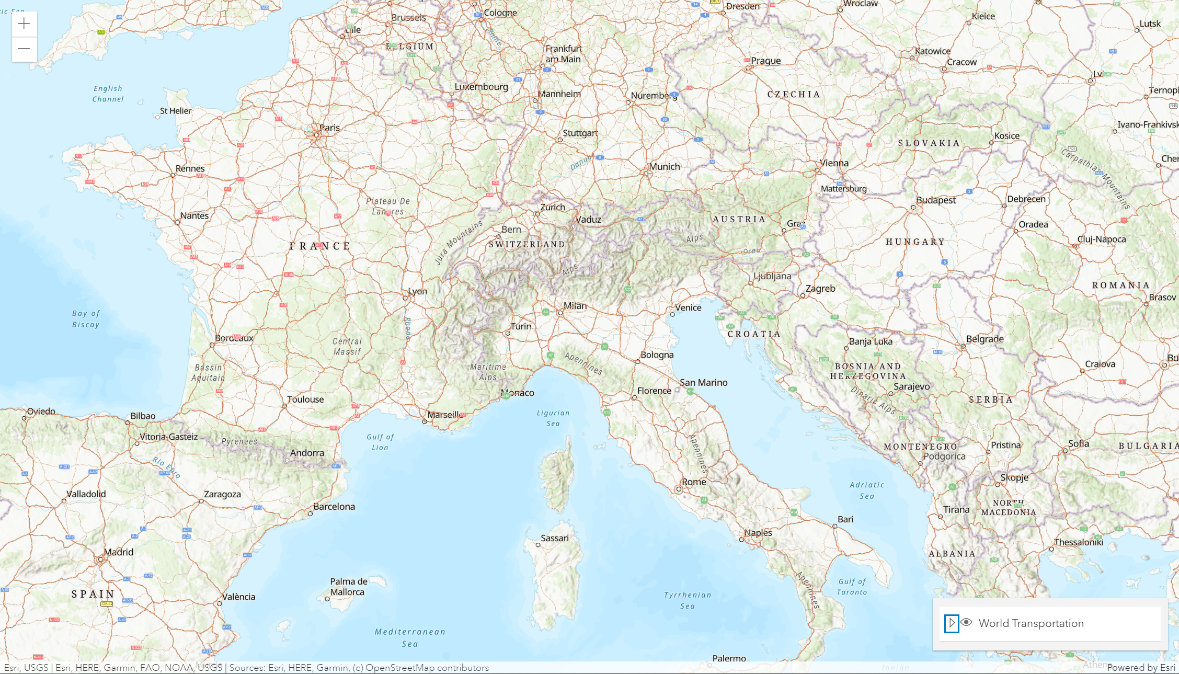 Brussels
Cologne
Dresden
Wroclaw
Kielce
Lutsk
Lille
BELGIUM
Frankfurt
am Main
Prague
Katowice
Cracow
English
Channel
Luxembourg
Mannheim
Nuremberg
CZECHIA
St Helier
Paris
Stuttgart
Kosice
SLOVAKIA
Rennes
Munich
Vienna
Carpathian Mountains
Plateau De
Langres
Mattersburg
Budapest
Debrecen
Nantes
Zurich
Vaduz
AUSTRIA
Graz
Oradea
FRANCE
Jura Mountains
Bern
SWITZERLAND
Alps
HUNGARY
Cluj-Napoca
Alps
Ljubljana
ROMANIA
Lyon
Milan
Venice
Zagreb
Brasov
Bay of
Biscay
Turin
CROATIA
Bordeaux
Central
Massif
Apennines
Bologna
Banja Luka
Belgrade
Bassin
Aquitain
Maritime
Alps
BOSNIA AND
HERZEGOVINA
Craiova
Monaco
Florence
San Marino
Sarajevo
Dinaric Alps
SERBIA
Toulouse
Oviedo
Bilbao
Marseille
Ligurian
Sea
Vitoria-Gasteiz
Pyrenees
Gulf of
Lion
Andorra
Apennines
MONTENEGRO
Podgorica
Pristina
Sofia
BULGARIA
Rio Ebro
Valladolid
Zaragoza
Rome
Adriatic
Sea
Skopje
Barcelona
NORTH
MACEDONIA
Tirana
Bari
Naples
Sassari
Madrid
Thessaloniki
ALBANIA
SPAIN
València
Palma de
Mallorca
Tyrrhenian
Sea
Apennines
Gulf of
Taranto
Mediterranean
Sea
World Transportation
Palermo
Esri, USGS | Esri, HERE, Garmin, FAO, NOAA, USGS | Sources: Esri, HERE, Garmin, (c) OpenStreetMap contributors
Powered by Esri